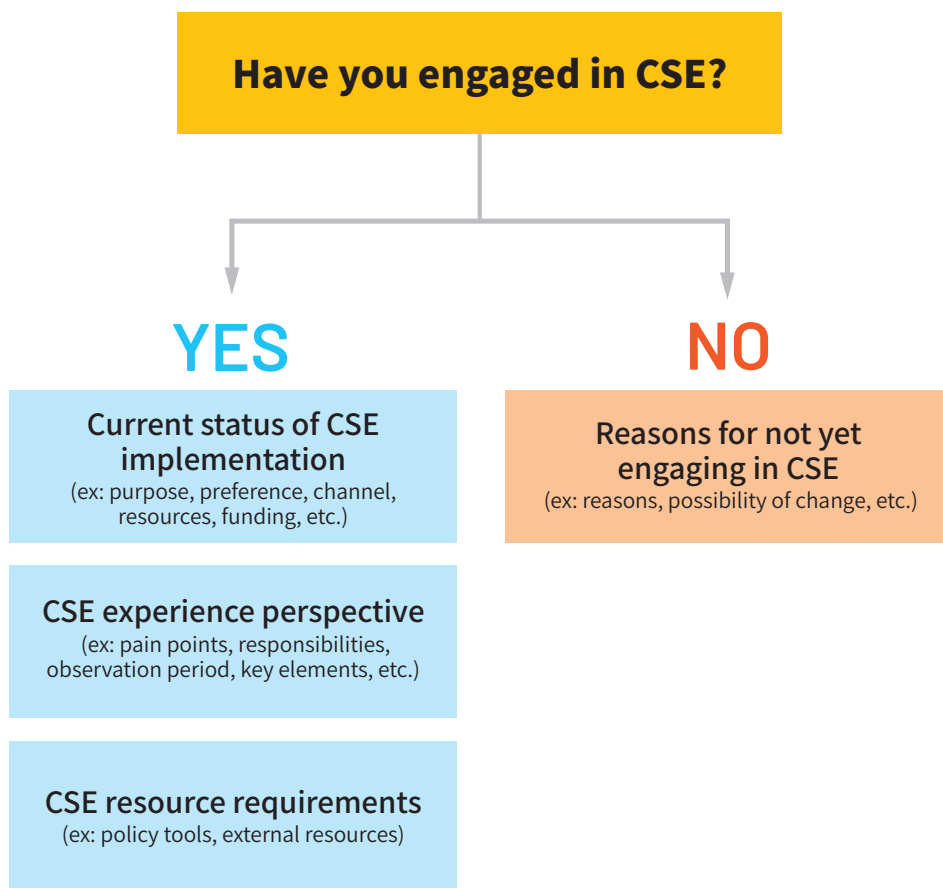 Have you engaged in CSE?
YES
Current status of CSE
implementation
(ex: purpose, preference, channel,
resources, funding, etc.)
CSE experience perspective
(ex: pain points, responsibilities,
observation period, key elements, etc.)
CSE resource requirements
(ex: policy tools, external resources)
NO
Reasons for not yet
engaging in CSE
(ex: reasons, possibility of change, etc.)